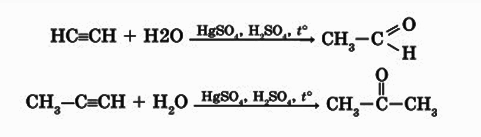 HC≡CH + H2O HgSO₄, H₂SO₄, t° CH₃–C O H
CH₃–C≡CH + H₂O HgSO₄, H₂SO₄, t° CH₃–C–CH₃ O